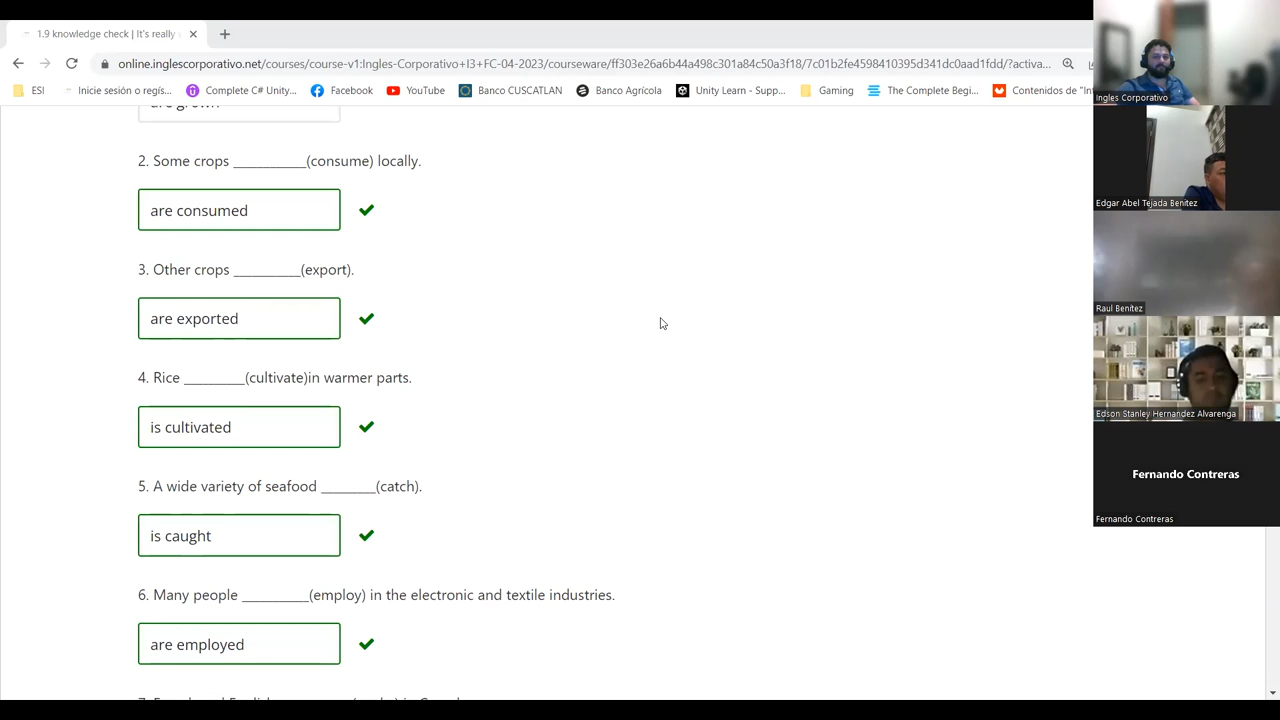 1.9 knowledge check | It's really
online.inglescorporativo.net/courses/course-v1:Ingles-Corporativo+S1+FC-04-2023/courseware/ff303e26a6b44a498c301a84c50a3f18/7c01b2fe4598410395d341dc0aad1fdd/?activa...
ESI
Inicie sesión o regís...
Complete C# Unity...
Facebook
YouTube
Banco CUSCATLAN
Banco Agrícola
Unity Learn - Supp...
Gaming
The Complete Begi...
Contenidos de "Int
2. Some crops ___________(consume) locally.
are consumed
3. Other crops __________(export).
are exported
4. Rice _________(cultivate)in warmer parts.
is cultivated
5. A wide variety of seafood ________(catch).
is caught
6. Many people __________(employ) in the electronic and textile industries.
are employed
Ingles Corporativo
Edgar Abel Tejada Benitez
Raul Benítez
Edson Stanley Hernandez Alvarenga
Fernando Contreras
Fernando Contreras